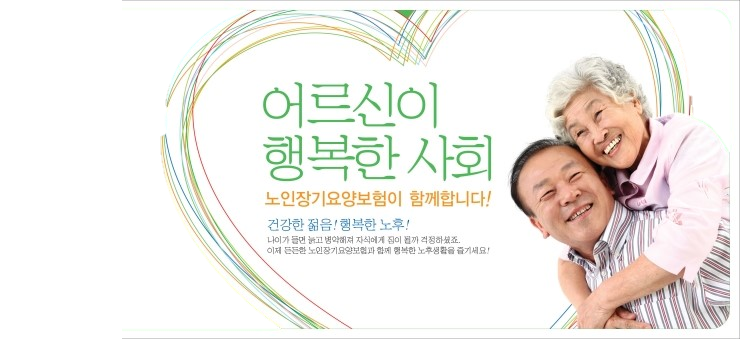 어르신이
행복한 사회
노인장기요양보험이 함께합니다!
건강한 젊음! 행복한 노후!
나이가 들면 늙고 병약해져 자식에게 짐이 될까 걱정하셨죠.
이제 든든한 노인장기요양보험과 함께 행복한 노후생활을 즐기세요!